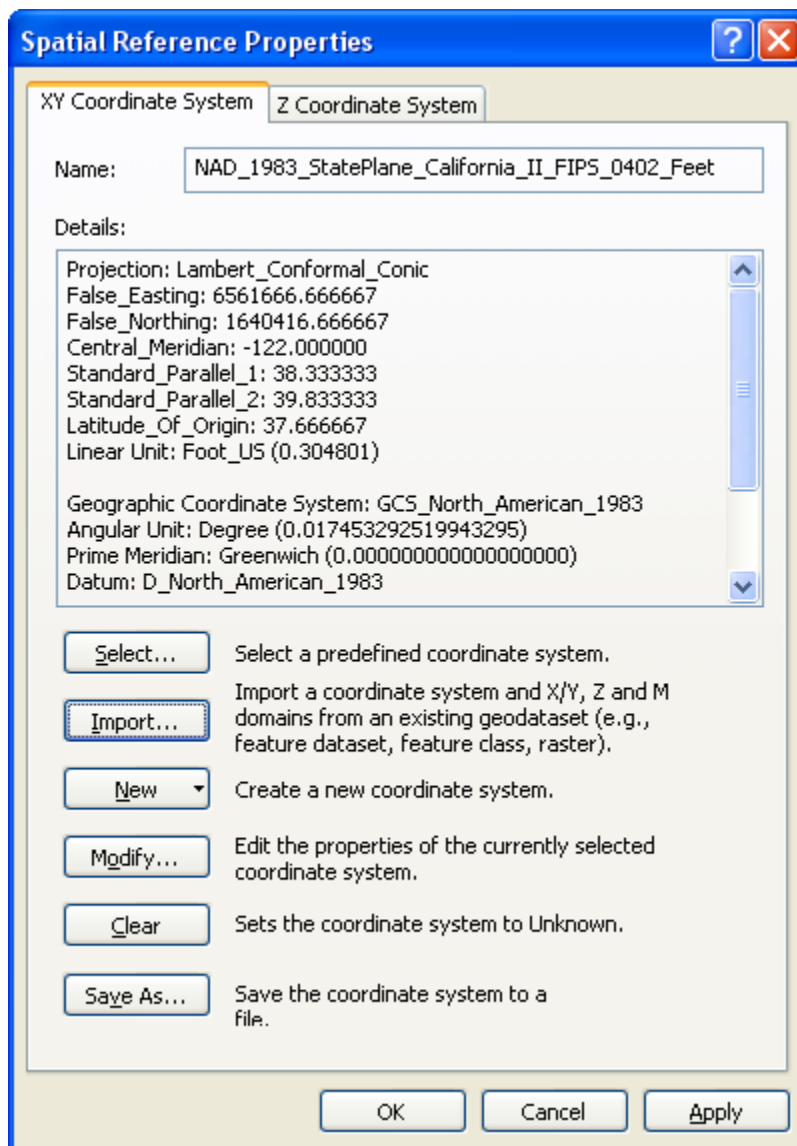 Spatial Reference Properties
XY Coordinate System
Z Coordinate System
Name:
NAD_1983_StatePlane_California_II_FIPS_0402_Feet
Details:
Projection: Lambert_Conformal_Conic
False_Easting: 6561666.666667
False_Northing: 1640416.666667
Central_Meridian: -122.000000
Standard_Parallel_1: 38.333333
Standard_Parallel_2: 39.833333
Latitude_Of_Origin: 37.666667
Linear Unit: Foot_US (0.304801)
Geographic Coordinate System: GCS_North_American_1983
Angular Unit: Degree (0.017453292519943295)
Prime Meridian: Greenwich (0.000000000000000000)
Datum: D_North_American_1983
Select...
Select a predefined coordinate system.
Import...
Import a coordinate system and X/Y, Z and M
domains from an existing geodataset (e.g.,
feature dataset, feature class, raster).
New
Create a new coordinate system.
Modify...
Edit the properties of the currently selected
coordinate system.
Clear
Sets the coordinate system to Unknown.
Save As...
Save the coordinate system to a
file.
OK
Cancel
Apply